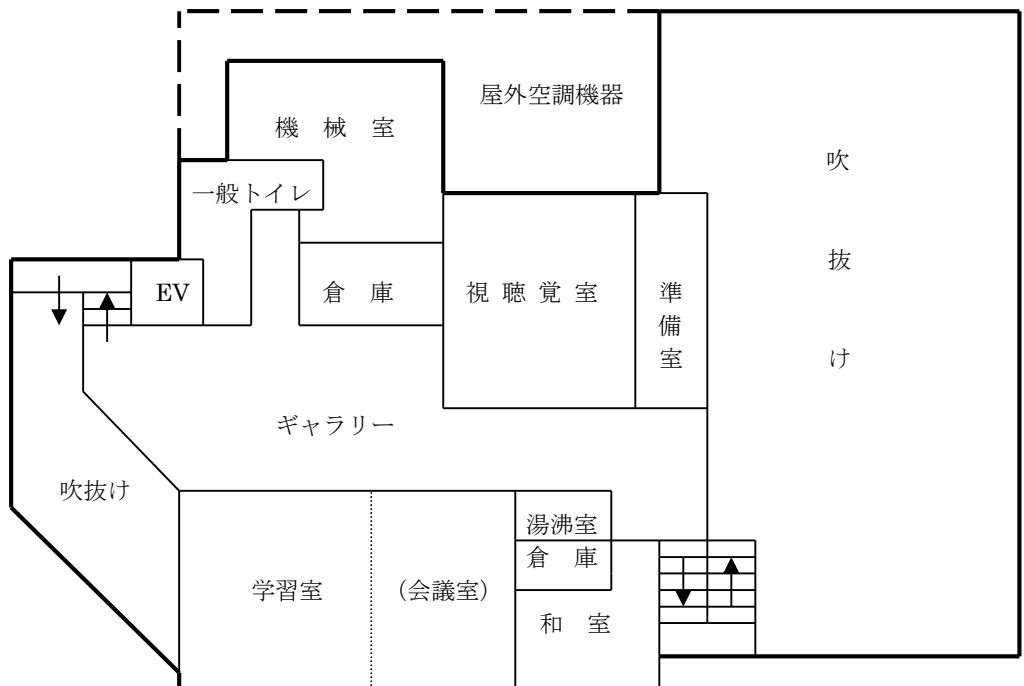 屋外空調機器
機 械 室
吹
抜
け
一般トイレ
EV
倉 庫
視 聴 覚 室
準
備
室
ギャラリー
吹抜け
湯沸室
倉 庫
学習室
(会議室)
和 室